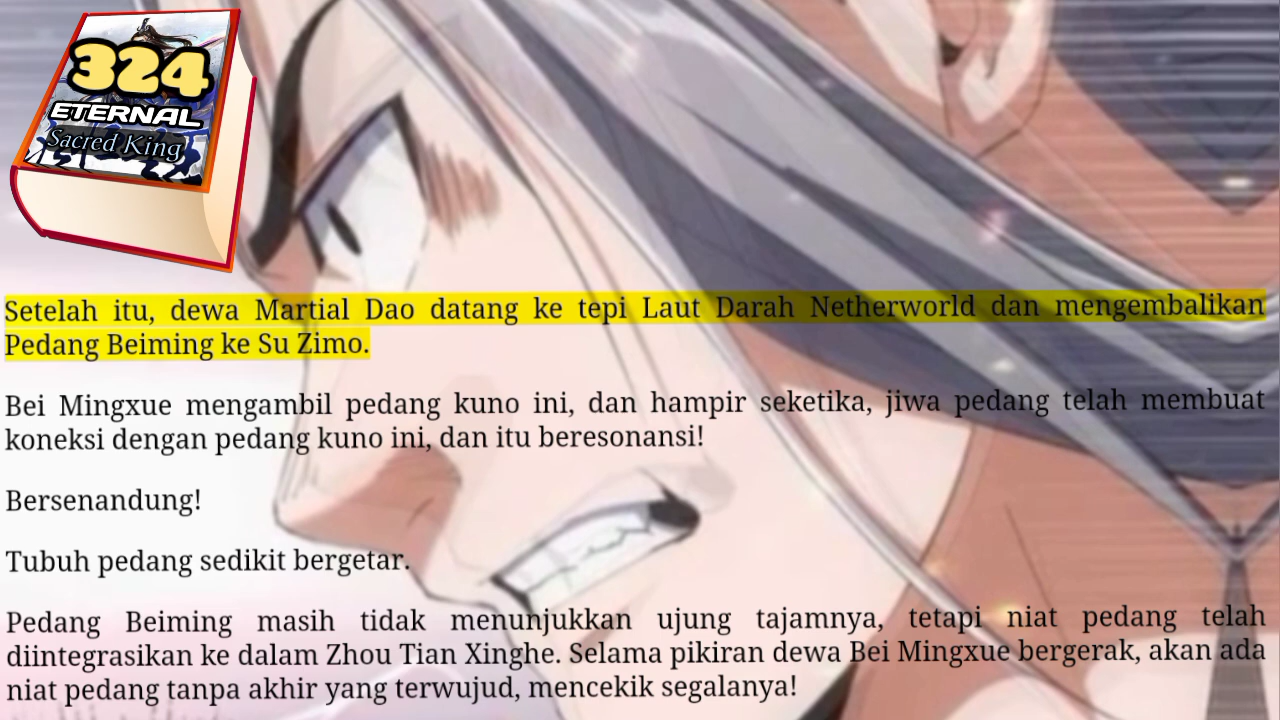 324
ETERNAL
Sacred King
Setelah itu, dewa Martial Dao datang ke tepi Laut Darah Netherworld dan mengembalikan
Pedang Beiming ke Su Zimo.
Bei Mingxue mengambil pedang kuno ini, dan hampir seketika, jiwa pedang telah membuat
koneksi dengan pedang kuno ini, dan itu beresonansi!
Bersenandung!
Tubuh pedang sedikit bergetar.
Pedang Beiming masih tidak menunjukkan ujung tajamnya, tetapi niat pedang telah
diintegrasikan ke dalam Zhou Tian Xinghe. Selama pikiran dewa Bei Mingxue bergerak, akan ada
niat pedang tanpa akhir yang terwujud, mencekik segalanya!